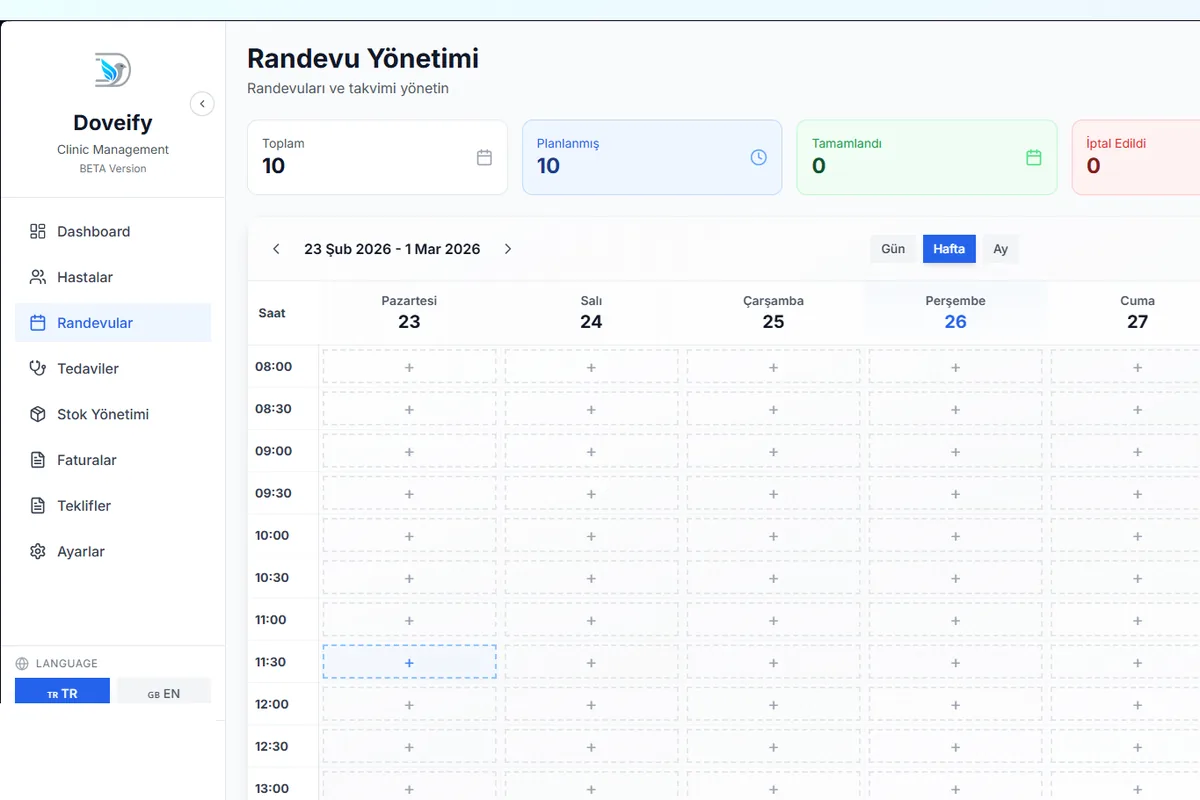 Doveify
Clinic Management
BETA Version
Dashboard
Hastalar
Randevular
Tedaviler
Stok Yönetimi
Faturalar
Teklifler
Ayarlar
LANGUAGE
TR TR
GB EN
Randevu Yönetimi
Randevuları ve takvimi yönetin
Toplam
10
Planlanmış
10
Tamamlandı
0
İptal Edildi
0
23 Şub 2026 - 1 Mar 2026
Gün Hafta Ay
Saat
Pazartesi
23
Salı
24
Çarşamba
25
Perşembe
26
Cuma
27
08:00 + + + + +
08:30 + + + + +
09:00 + + + + +
09:30 + + + + +
10:00 + + + + +
10:30 + + + + +
11:00 + + + + +
11:30 + + + + +
12:00 + + + + +
12:30 + + + + +
13:00 + + + + +